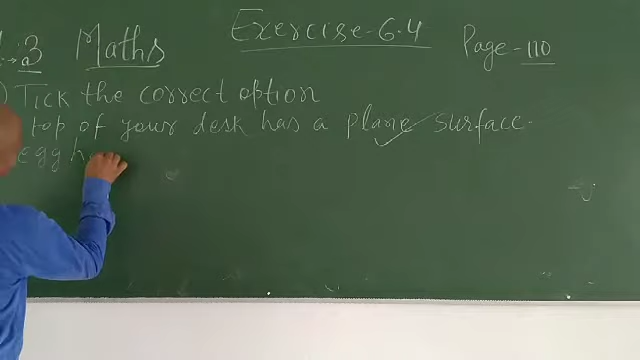 3 Maths Exercise-6.4 Page-110
) Tick the correct option
top of your desk has a plane surface.
egg h